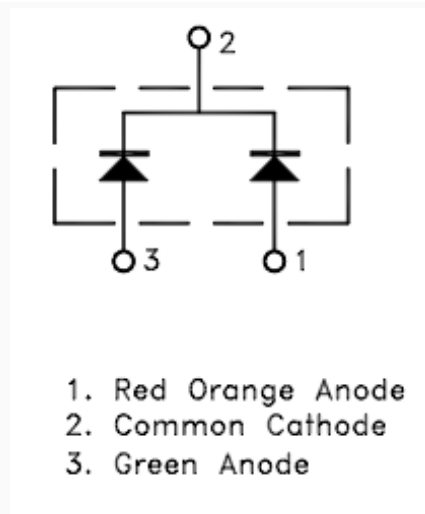 2
3
1
1. Red Orange Anode
2. Common Cathode
3. Green Anode